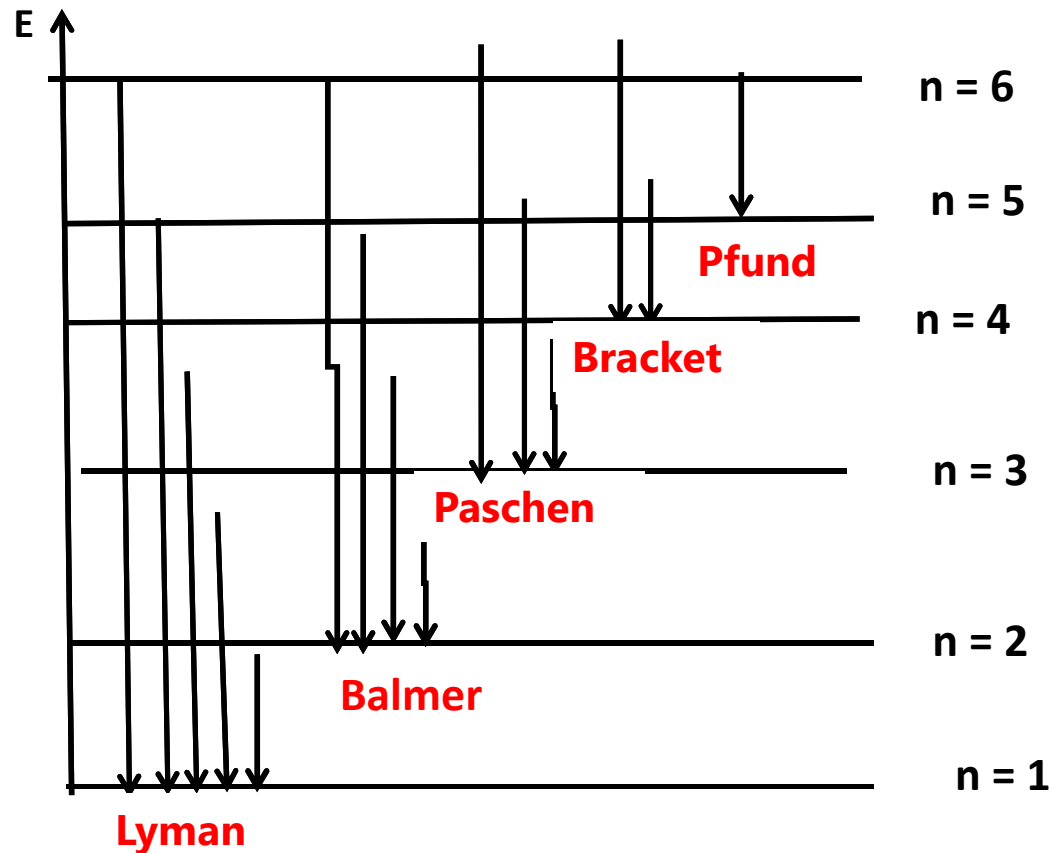 E
n = 6
n = 5
Pfund
n = 4
Bracket
n = 3
Paschen
n = 2
Balmer
n = 1
Lyman